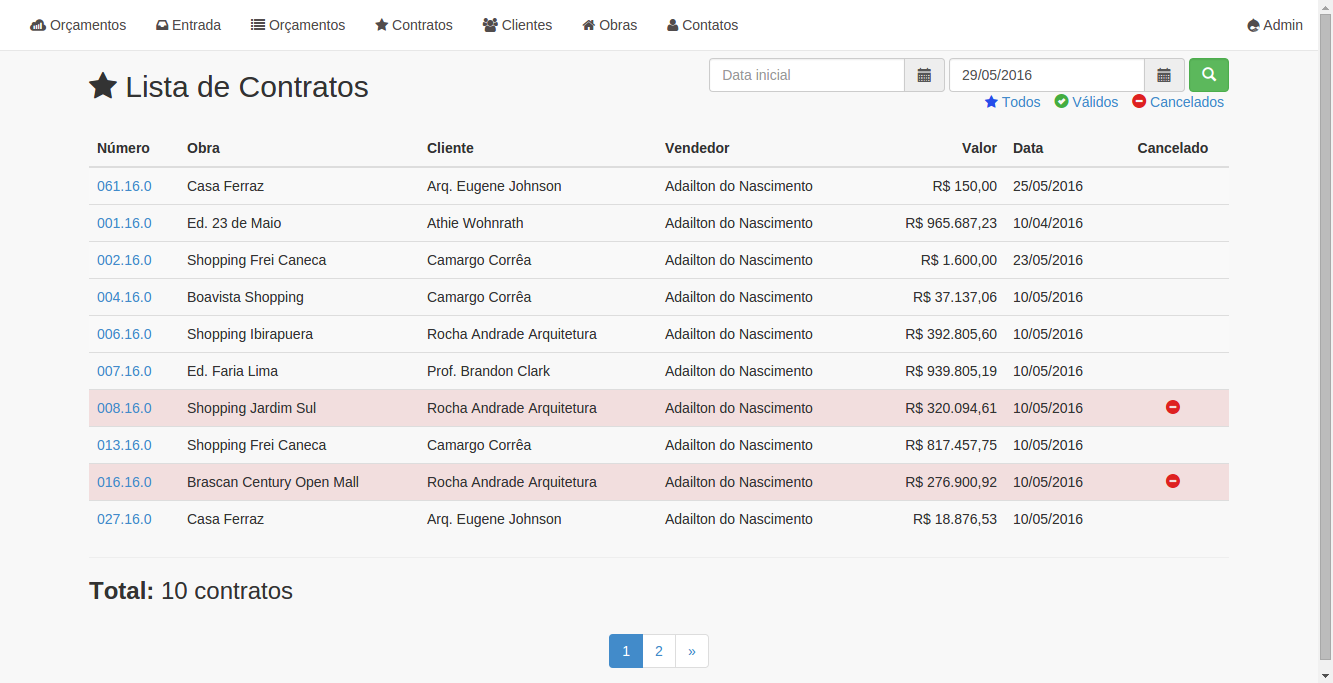 Orçamentos Entrada Orçamentos Contratos Clientes Obras Contatos Admin
Lista de Contratos Data inicial 29/05/2016
Todos Válidos Cancelados
Número Obra Cliente Vendedor Valor Data Cancelado
061.16.0 Casa Ferraz Arq. Eugene Johnson Adailton do Nascimento R$ 150,00 25/05/2016
001.16.0 Ed. 23 de Maio Athie Wohnrath Adailton do Nascimento R$ 965.687,23 10/04/2016
002.16.0 Shopping Frei Caneca Camargo Corrêa Adailton do Nascimento R$ 1.600,00 23/05/2016
004.16.0 Boavista Shopping Camargo Corrêa Adailton do Nascimento R$ 37.137,06 10/05/2016
006.16.0 Shopping Ibirapuera Rocha Andrade Arquitetura Adailton do Nascimento R$ 392.805,60 10/05/2016
007.16.0 Ed. Faria Lima Prof. Brandon Clark Adailton do Nascimento R$ 939.805,19 10/05/2016
008.16.0 Shopping Jardim Sul Rocha Andrade Arquitetura Adailton do Nascimento R$ 320.094,61 10/05/2016
013.16.0 Shopping Frei Caneca Camargo Corrêa Adailton do Nascimento R$ 817.457,75 10/05/2016
016.16.0 Brascan Century Open Mall Rocha Andrade Arquitetura Adailton do Nascimento R$ 276.900,92 10/05/2016
027.16.0 Casa Ferraz Arq. Eugene Johnson Adailton do Nascimento R$ 18.876,53 10/05/2016
Total: 10 contratos
1 2 »